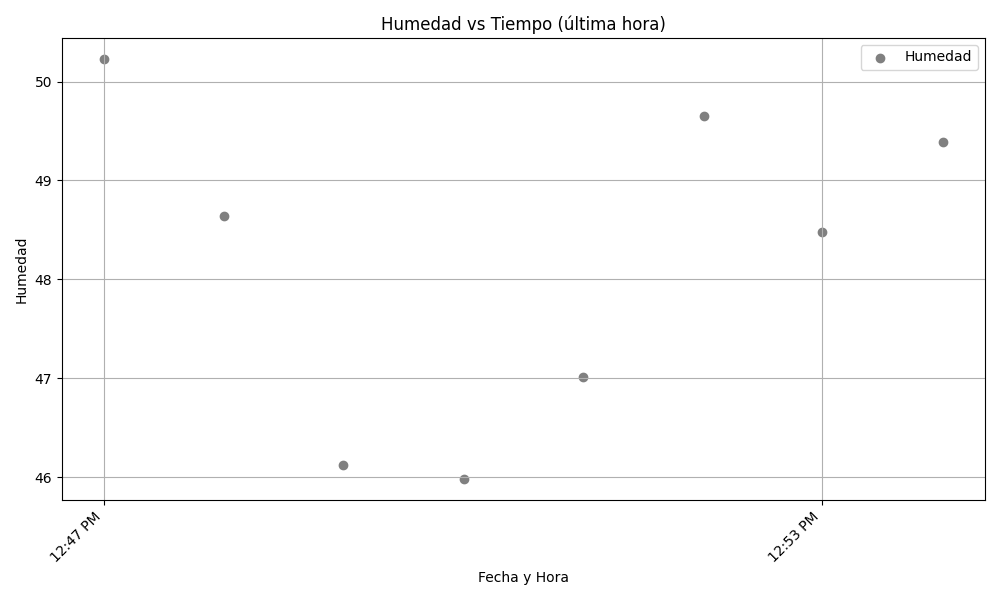 Humedad vs Tiempo (última hora)
Humedad
50
49
48
47
46
Humedad
12:47 PM
12:53 PM
Fecha y Hora